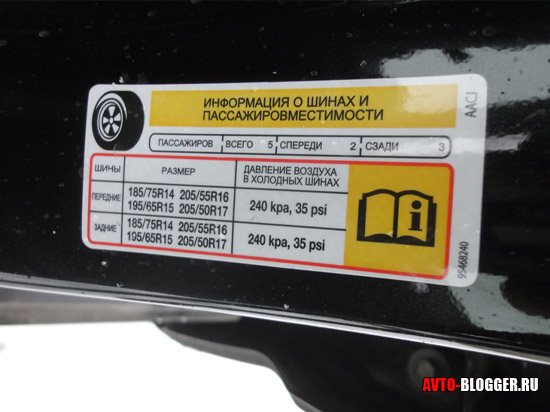 ИНФОРМАЦИЯ О ШИНАХ И
ПАССАЖИРОВМЕСТИМОСТИ
AACJ
ПАССАЖИРОВ ВСЕГО 5 СПЕРЕДИ 2 СЗАДИ 3
ШИНЫ РАЗМЕР ДАВЛЕНИЕ ВОЗДУХА
В ХОЛОДНЫХ ШИНАХ
ПЕРЕДНИЕ 185/75R14 205/55R16
195/65R15 205/50R17 240 kpa, 35 psi
ЗАДНИЕ 185/75R14 205/55R16
195/65R15 205/50R17 240 kpa, 35 psi
95468240
AVTO-BLOGGER.RU